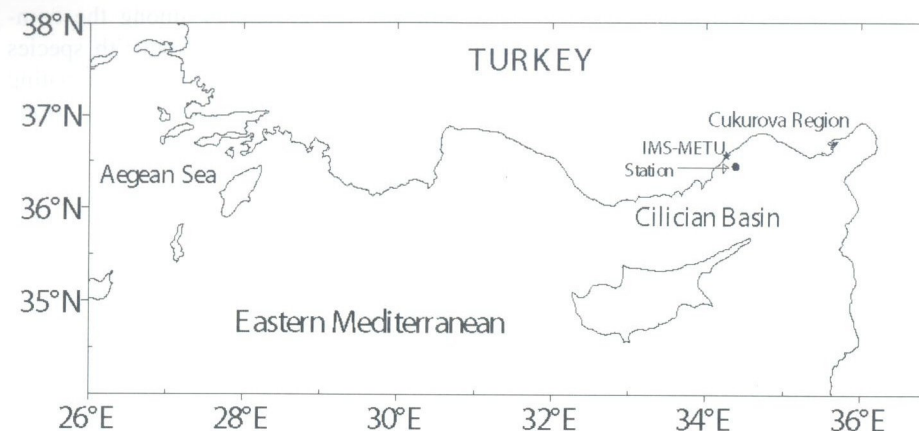 38°N
TURKEY
37°N
Cukurova Region
IMS-METU
Station
Aegean Sea
36°N
Cilician Basin
35°N
Eastern Mediterranean
26°E 28°E 30°E 32°E 34°E 36°E